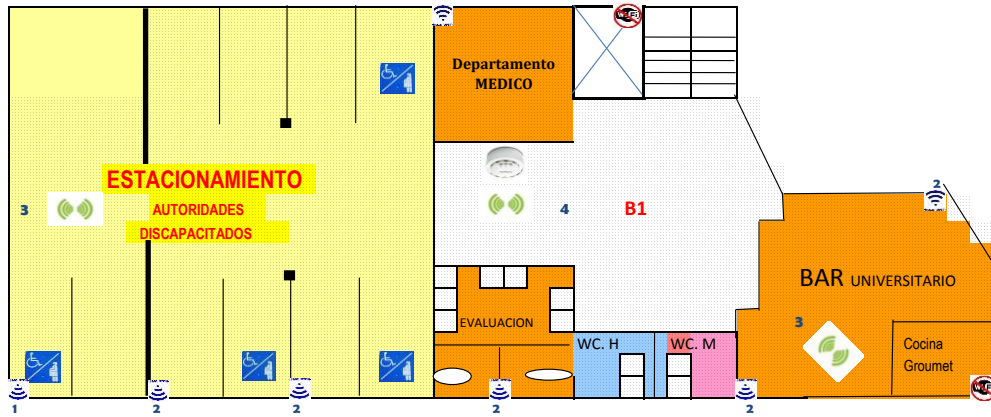 Departamento
MEDICO
ESTACIONAMIENTO
AUTORIDADES
DISCAPACITADOS
3
4
B1
2
BAR UNIVERSITARIO
3
EVALUACION
WC. H
WC. M
Cocina
Groumet
1
2
2
2
2